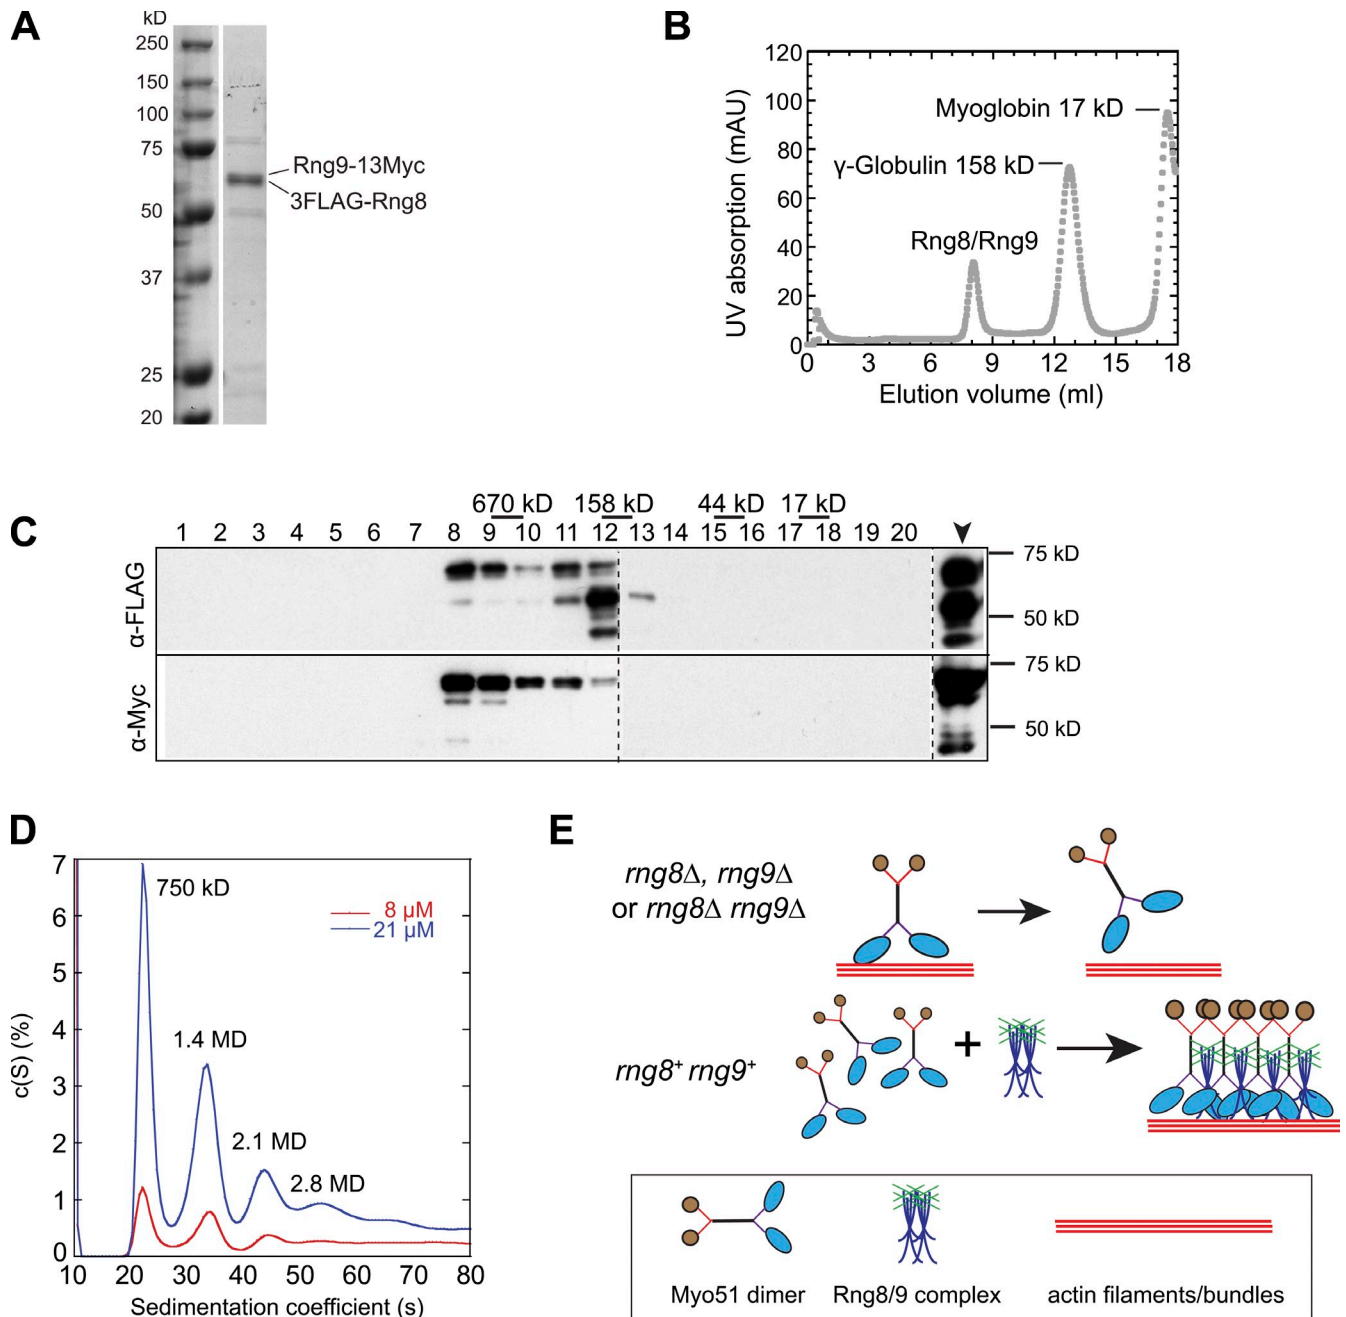 A
kD
250
150
100
75
50
37
25
20
Rng9-13Myc
3FLAG-Rng8
B
120
100
80
60
40
20
0
UV absorption (mAU)
Myoglobin 17 kD
γ-Globulin 158 kD
Rng8/Rng9
0 3 6 9 12 15 18
Elution volume (ml)
C
670 kD 158 kD 44 kD 17 kD
1 2 3 4 5 6 7 8 9 10 11 12 13 14 15 16 17 18 19 20
α-FLAG
75 kD
50 kD
α-Myc
75 kD
50 kD
D
7
6
5
4
3
2
1
0
c(S) (%)
750 kD
1.4 MD
2.1 MD
2.8 MD
8 µM
21 µM
10 20 30 40 50 60 70 80
Sedimentation coefficient (s)
E
rng8Δ, rng9Δ
or rng8Δ rng9Δ
rng8⁺ rng9⁺
+
Myo51 dimer
Rng8/9 complex
actin filaments/bundles